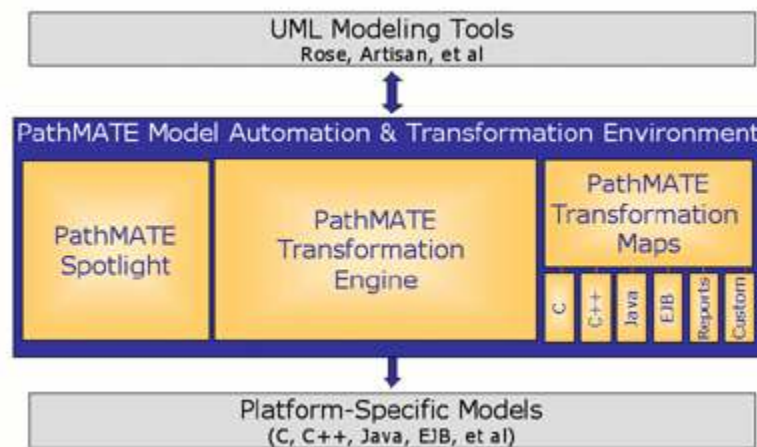 UML Modeling Tools
Rose, Artisan, et al
PathMATE Model Automation & Transformation Environment
PathMATE
Spotlight
PathMATE
Transformation
Engine
PathMATE
Transformation
Maps
C
C++
Java
EJB
Reports
Custom
Platform-Specific Models
(C, C++, Java, EJB, et al)